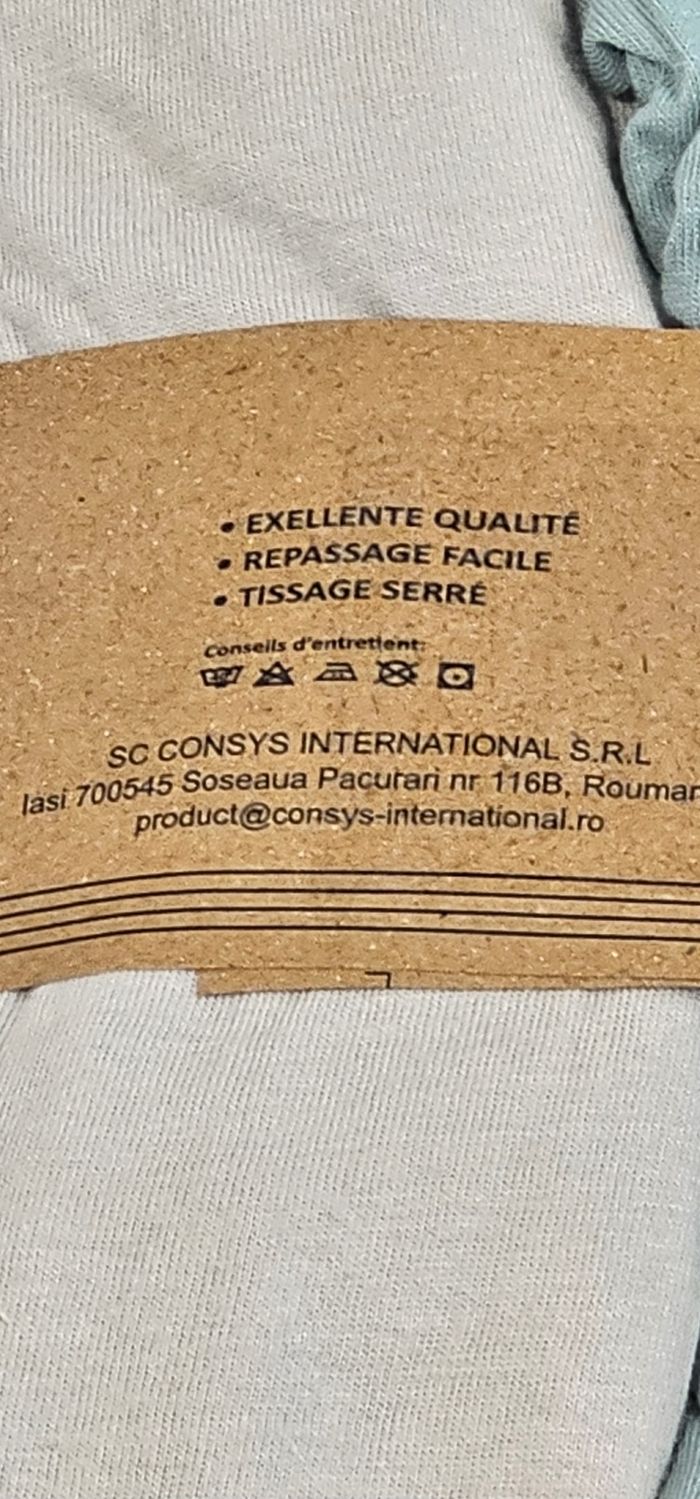 • EXELLENTE QUALITÉ
• REPASSAGE FACILE
• TISSAGE SERRÉ
Conseils d'entretient:
SC CONSYS INTERNATIONAL S.R.L
Iasi 700545 Soseaua Pacurari nr 116B, Rouman
product@consys-international.ro